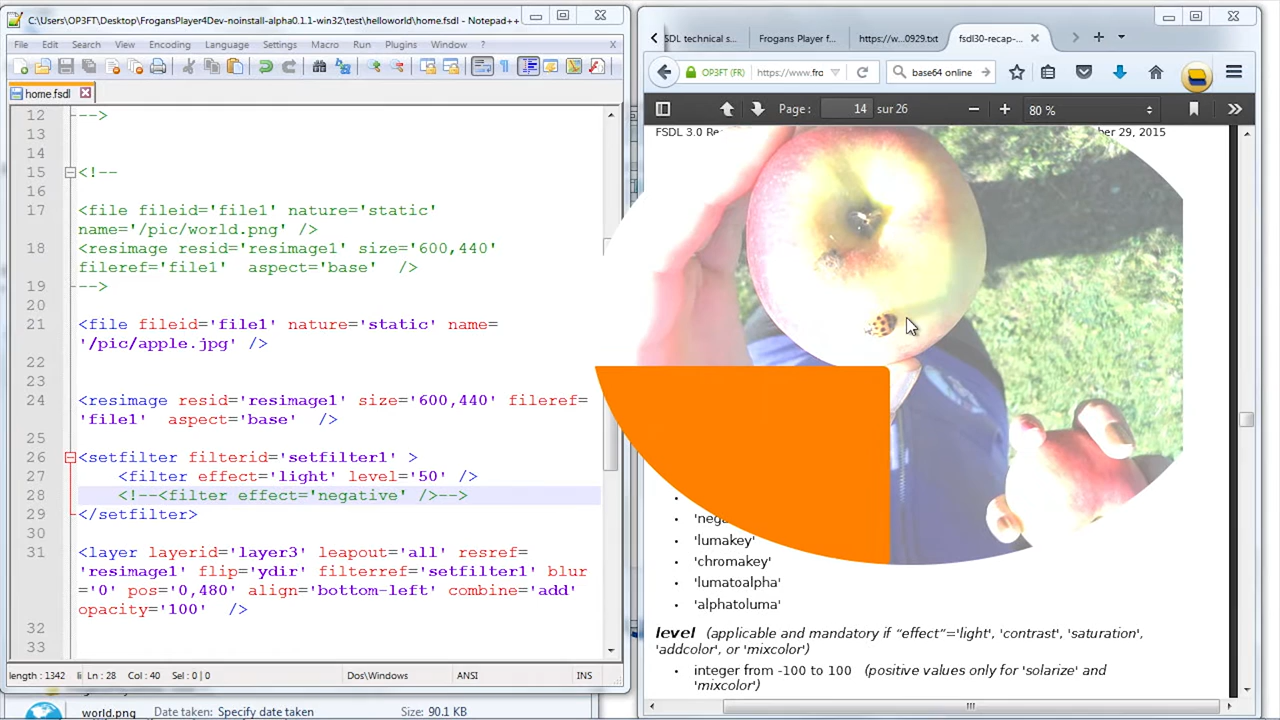 C:\Users\OP3FT\Desktop\FrogansPlayer4Dev-noinstall-alpha0.1.1-win32\test\helloworld\home.fsdl - Notepad++
File Edit Search View Encoding Language Settings Macro Run Plugins Window ? X
home.fsdl
12 -->
13
14
15 <!--
16
17 <file fileid='file1' nature='static'
name='/pic/world.png' />
18 <resimage resid='resimage1' size='600,440'
fileref='file1' aspect='base' />
19 -->
20
21 <file fileid='file1' nature='static' name=
'/pic/apple.jpg' />
22
23
24 <resimage resid='resimage1' size='600,440' fileref=
'file1' aspect='base' />
25
26 <setfilter filterid='setfilter1' >
27 <filter effect='light' level='50' />
28 <!--<filter effect='negative' />-->
29 </setfilter>
30
31 <layer layerid='layer3' leapout='all' resref=
'resimage1' flip='ydir' filterref='setfilter1' blur
='0' pos='0,480' align='bottom-left' combine='add'
opacity='100' />
32
33
length : 1342 li Ln : 28 Col : 40 Sel : 0 | 0 Dos\Windows ANSI INS
world.png Date taken: Specify date taken Size: 90.1 KB
SDL technical s... Frogans Player f... https://w...0929.txt fsdl30-recap-...
OP3FT (FR) https://www.fro base64 online
Page : 14 sur 26 80 %
FSDL 3.0 Re ber 29, 2015
'nega
'lumakey'
'chromakey'
'lumatoalpha'
'alphatoluma'
level (applicable and mandatory if “effect”='light', 'contrast', 'saturation',
'addcolor', or 'mixcolor')
integer from -100 to 100 (positive values only for 'solarize' and
'mixcolor')